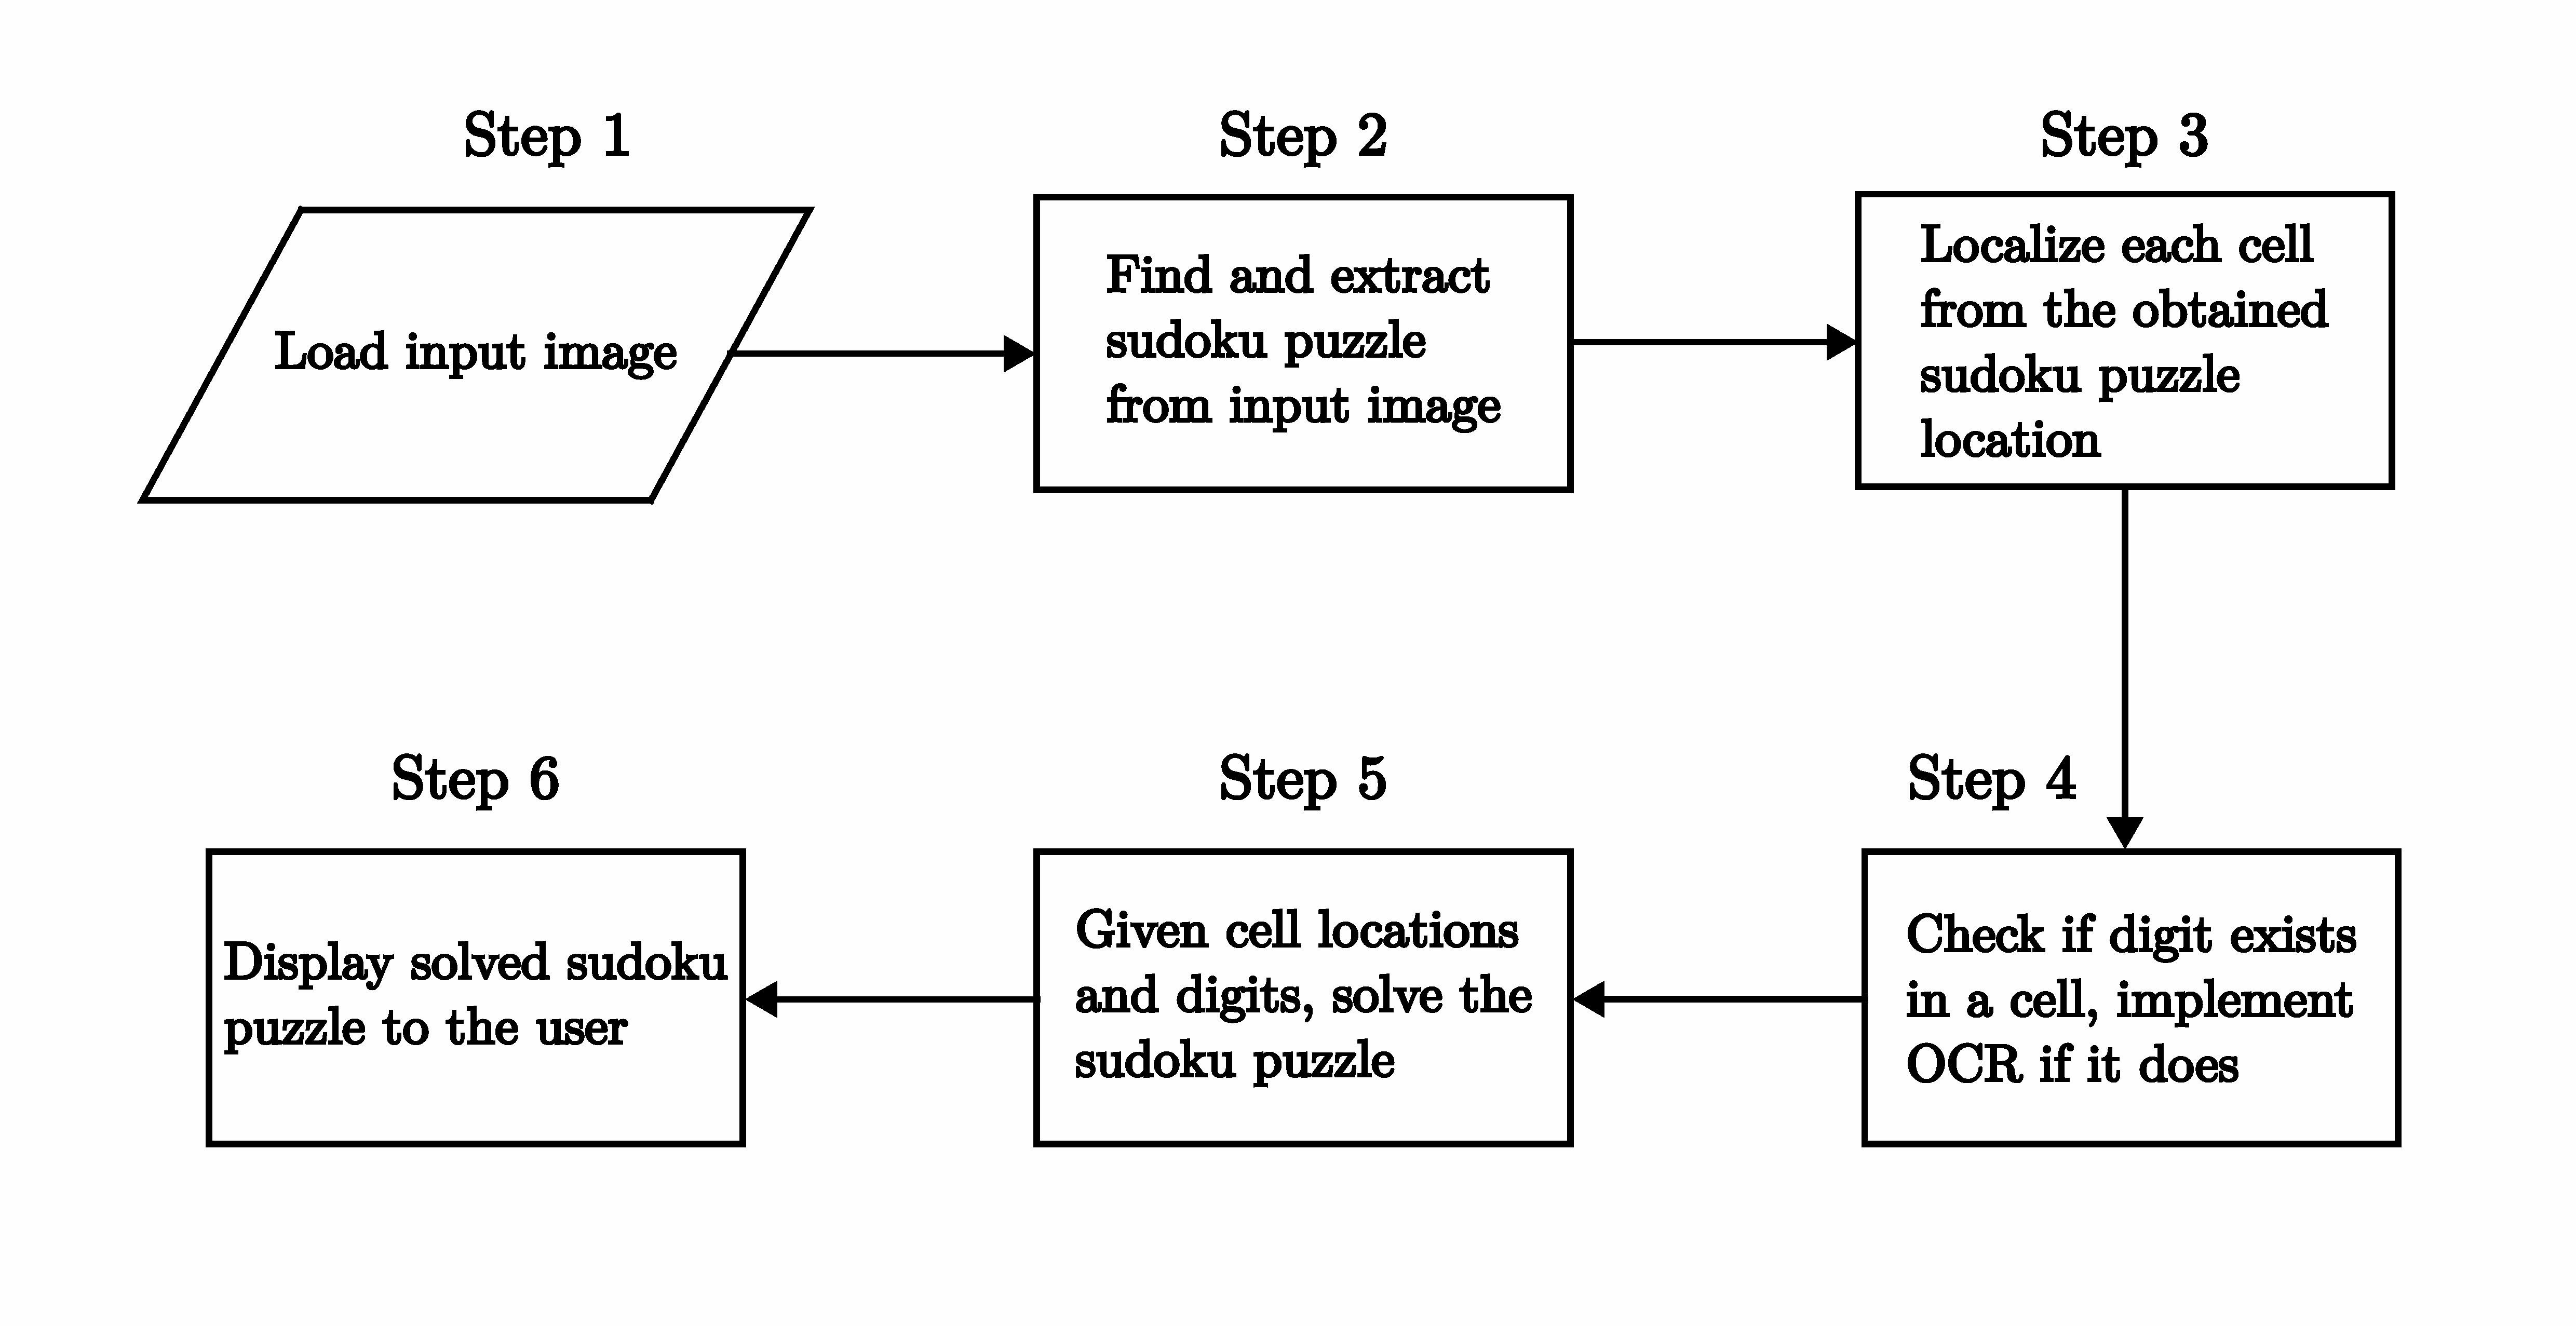 Step 1
Load input image
Step 2
Find and extract
sudoku puzzle
from input image
Step 3
Localize each cell
from the obtained
sudoku puzzle
location
Step 4
Check if digit exists
in a cell, implement
OCR if it does
Step 5
Given cell locations
and digits, solve the
sudoku puzzle
Step 6
Display solved sudoku
puzzle to the user